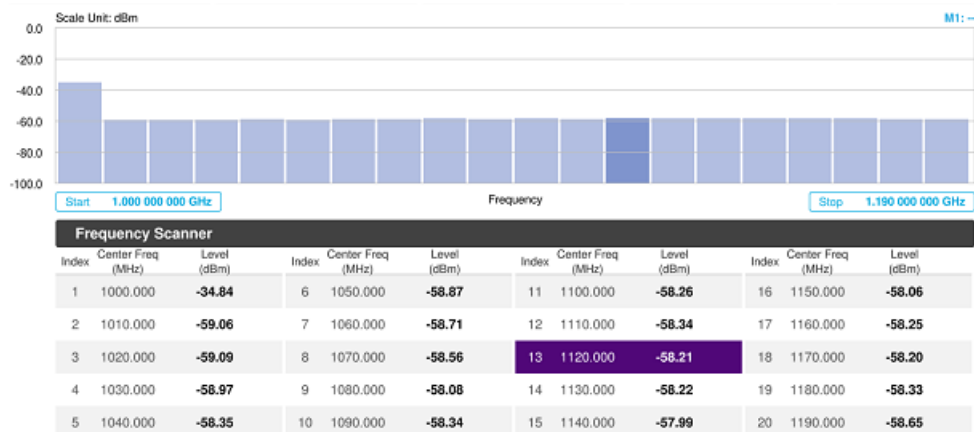 Scale Unit: dBm
M1: --
0.0
-20.0
-40.0
-60.0
-80.0
-100.0
Start 1.000 000 000 GHz
Frequency
Stop 1.190 000 000 GHz
Frequency Scanner
Index Center Freq (MHz) Level (dBm) Index Center Freq (MHz) Level (dBm) Index Center Freq (MHz) Level (dBm) Index Center Freq (MHz) Level (dBm)
1 1000.000 -34.84 6 1050.000 -58.87 11 1100.000 -58.26 16 1150.000 -58.06
2 1010.000 -59.06 7 1060.000 -58.71 12 1110.000 -58.34 17 1160.000 -58.25
3 1020.000 -59.09 8 1070.000 -58.56 13 1120.000 -58.21 18 1170.000 -58.20
4 1030.000 -58.97 9 1080.000 -58.08 14 1130.000 -58.22 19 1180.000 -58.33
5 1040.000 -58.35 10 1090.000 -58.34 15 1140.000 -57.99 20 1190.000 -58.65